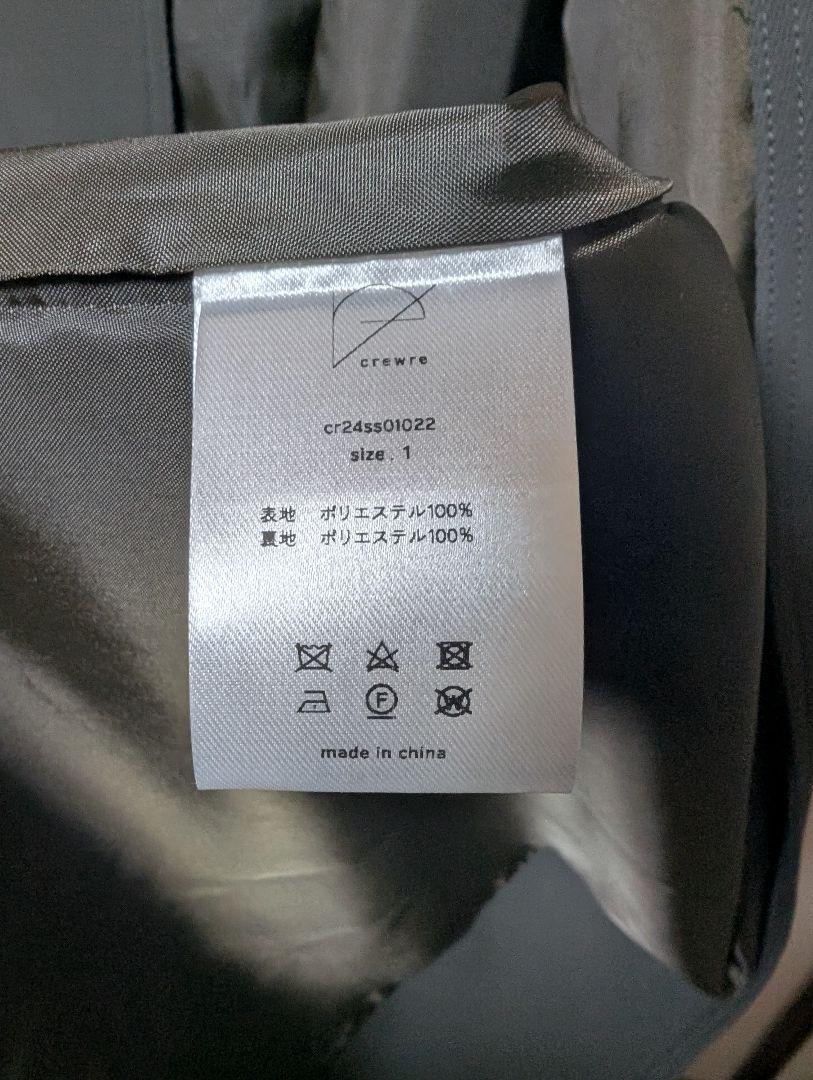 crewre
cr24ss01022
size . 1
表地 ポリエステル100%
裏地 ポリエステル100%
F
W
made in china